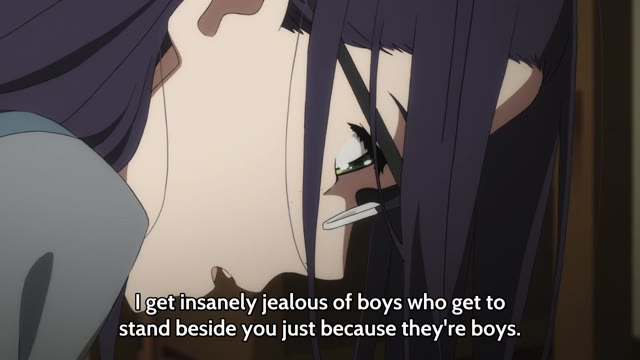 I get insanely jealous of boys who get to
stand beside you just because they're boys.